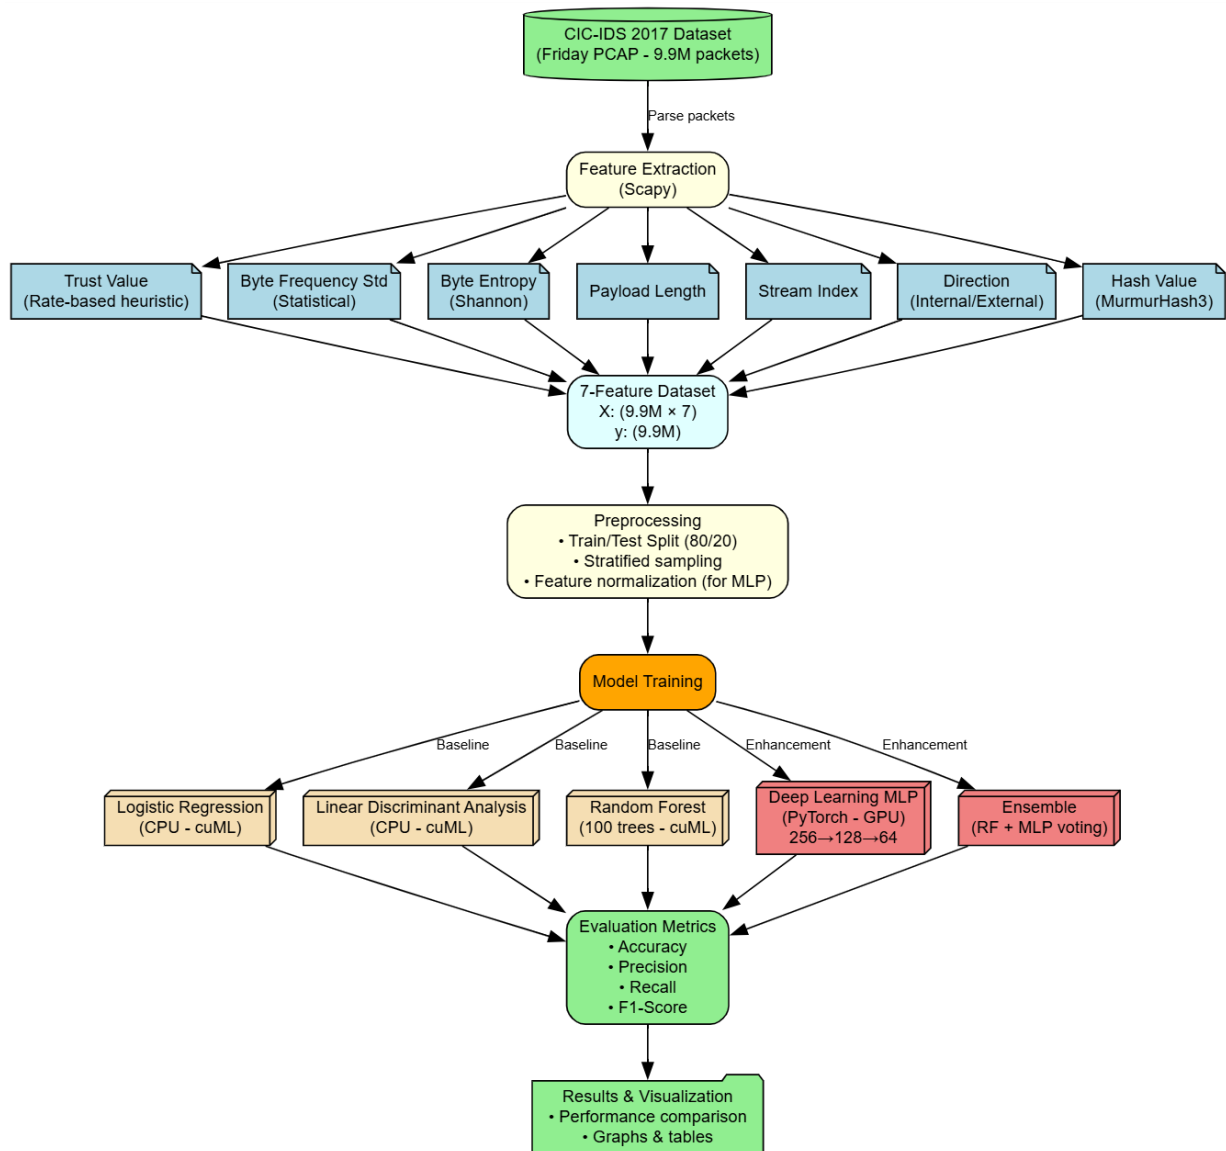 CIC-IDS 2017 Dataset
(Friday PCAP - 9.9M packets)
Parse packets
Feature Extraction
(Scapy)
Trust Value
(Rate-based heuristic)
Byte Frequency Std
(Statistical)
Byte Entropy
(Shannon)
Payload Length
Stream Index
Direction
(Internal/External)
Hash Value
(MurmurHash3)
7-Feature Dataset
X: (9.9M × 7)
y: (9.9M)
Preprocessing
• Train/Test Split (80/20)
• Stratified sampling
• Feature normalization (for MLP)
Model Training
Baseline
Baseline
Baseline
Enhancement
Enhancement
Logistic Regression
(CPU - cuML)
Linear Discriminant Analysis
(CPU - cuML)
Random Forest
(100 trees - cuML)
Deep Learning MLP
(PyTorch - GPU)
256→128→64
Ensemble
(RF + MLP voting)
Evaluation Metrics
• Accuracy
• Precision
• Recall
• F1-Score
Results & Visualization
• Performance comparison
• Graphs & tables